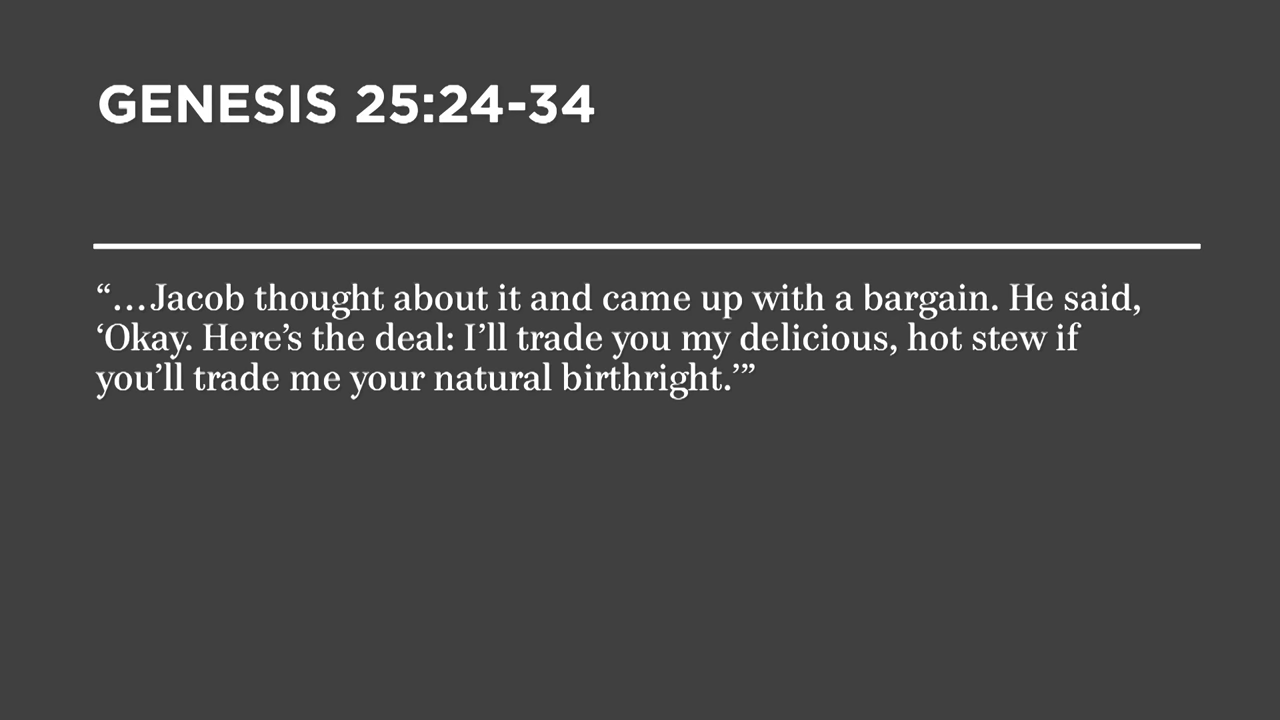 GENESIS 25:24-34
“…Jacob thought about it and came up with a bargain. He said,
‘Okay. Here’s the deal: I’ll trade you my delicious, hot stew if
you’ll trade me your natural birthright.’”